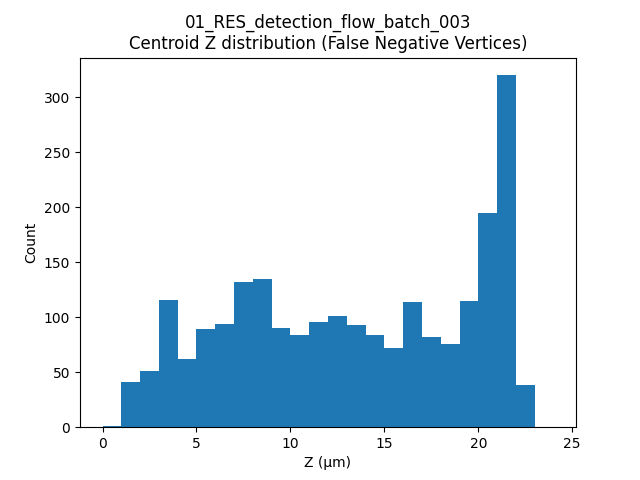 01_RES_detection_flow_batch_003
Centroid Z distribution (False Negative Vertices)
300
250
200
150
100
50
0
Count
0 5 10 15 20 25
Z (µm)